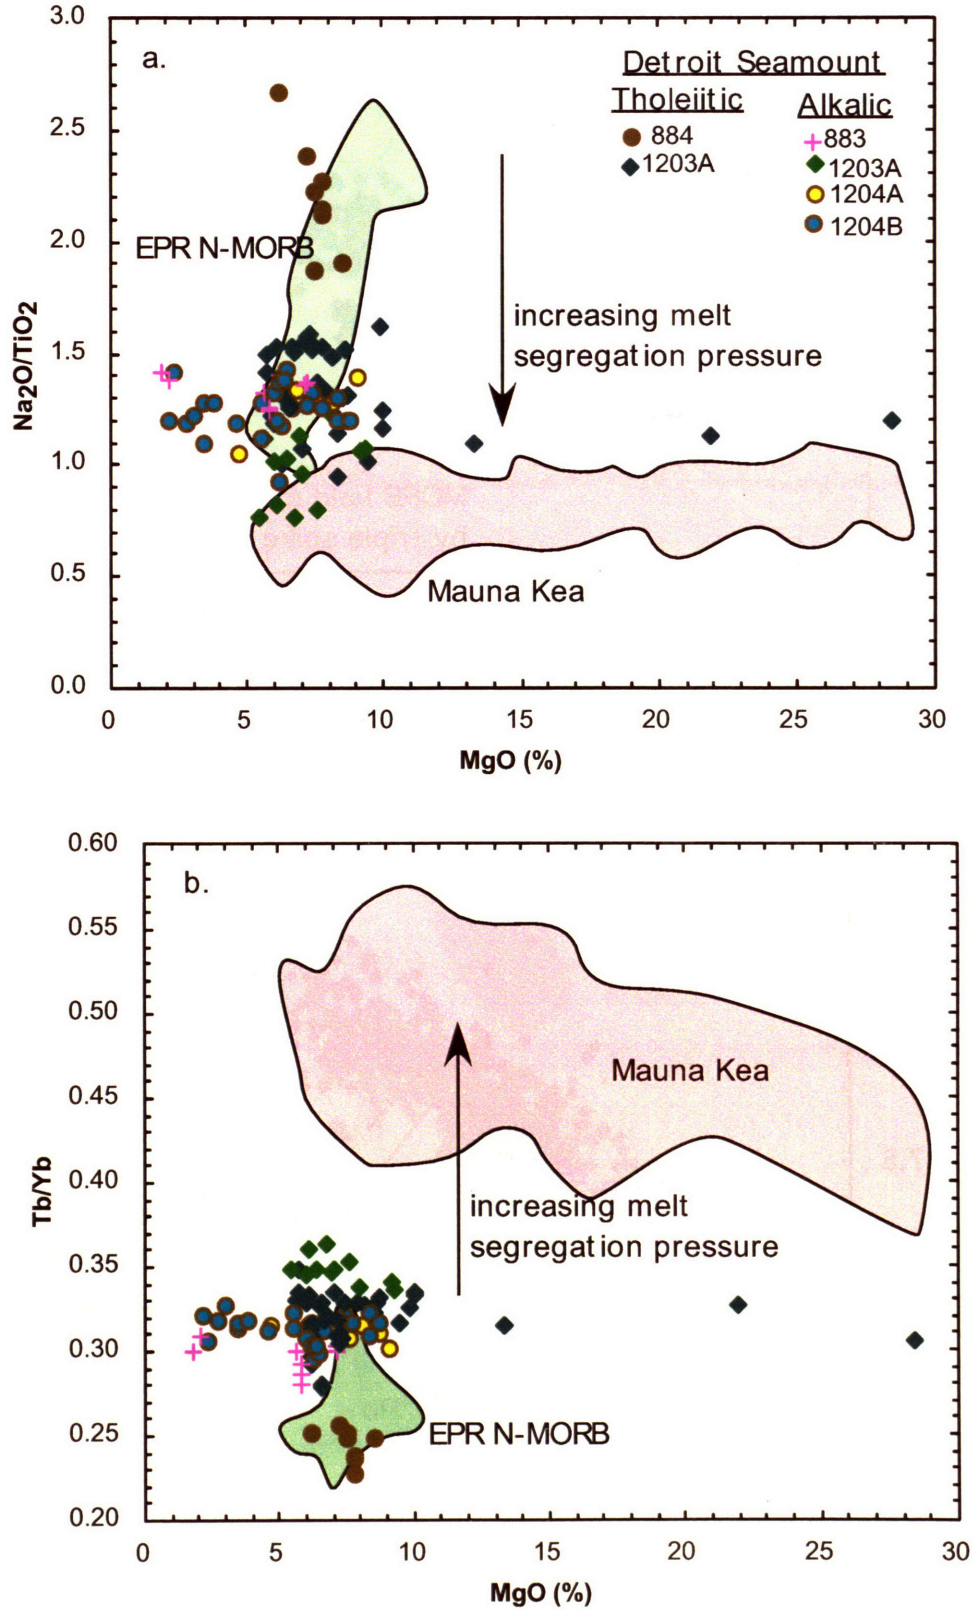 3.0
a.
Detroit Seamount
Tholeiitic
Alkalic
884
883
1203A
1203A
1204A
1204B
2.5
2.0
EPR N-MORB
increasing melt
segregation pressure
Na2O/TiO2
1.5
1.0
0.5
Mauna Kea
0.0
0 5 10 15 20 25 30
MgO (%)
0.60
b.
0.55
0.50
Mauna Kea
0.45
Tb/Yb
0.40
increasing melt
segregation pressure
0.35
0.30
0.25
EPR N-MORB
0.20
0 5 10 15 20 25 30
MgO (%)